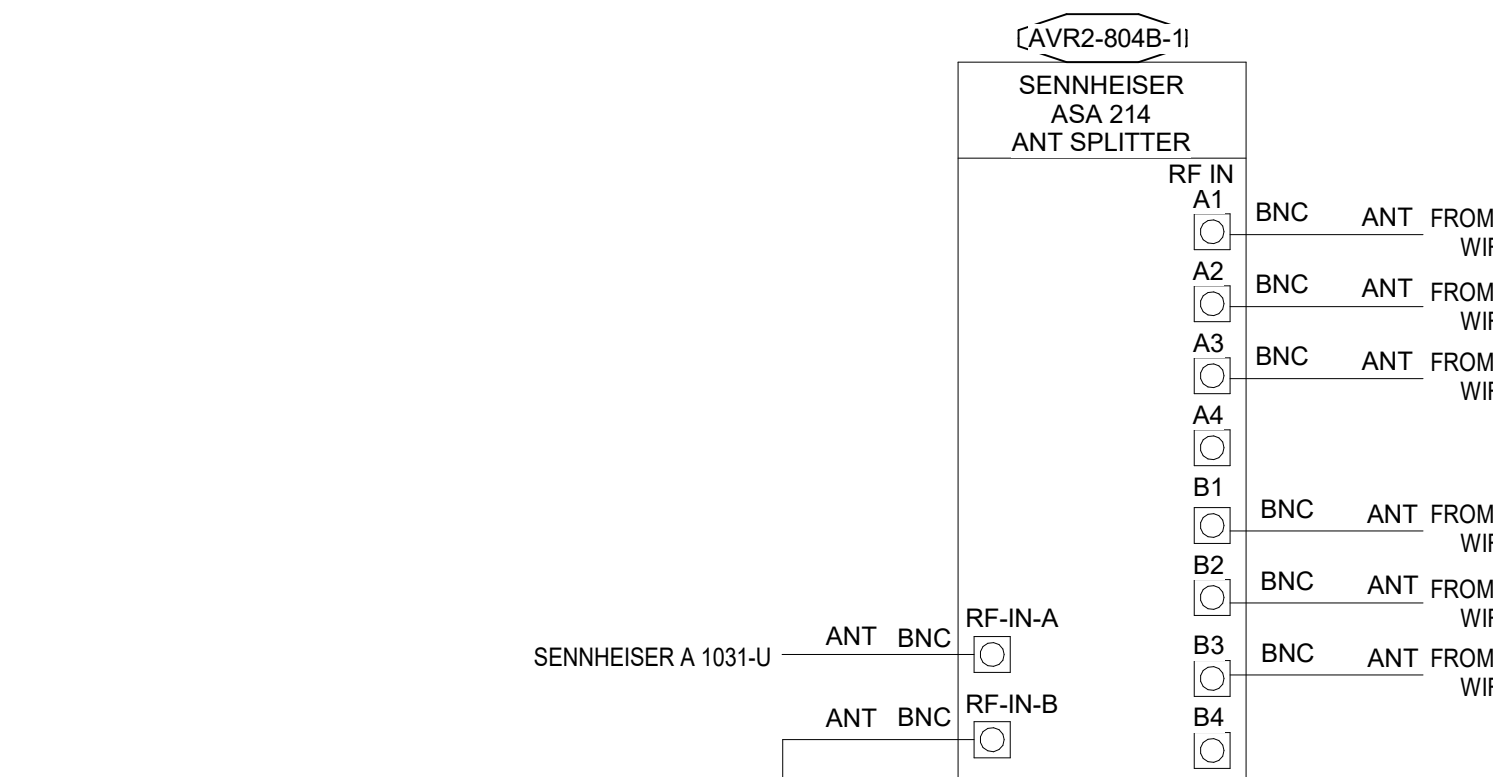 AVR2-804B-1
SENNHEISER
ASA 214
ANT SPLITTER
RF IN
A1
BNC ANT FROM
A2
BNC ANT FROM
A3
BNC ANT FROM
A4
B1
BNC ANT FROM
B2
BNC ANT FROM
B3
BNC ANT FROM
B4
SENNHEISER A 1031-U ANT BNC RF-IN-A
ANT BNC RF-IN-B